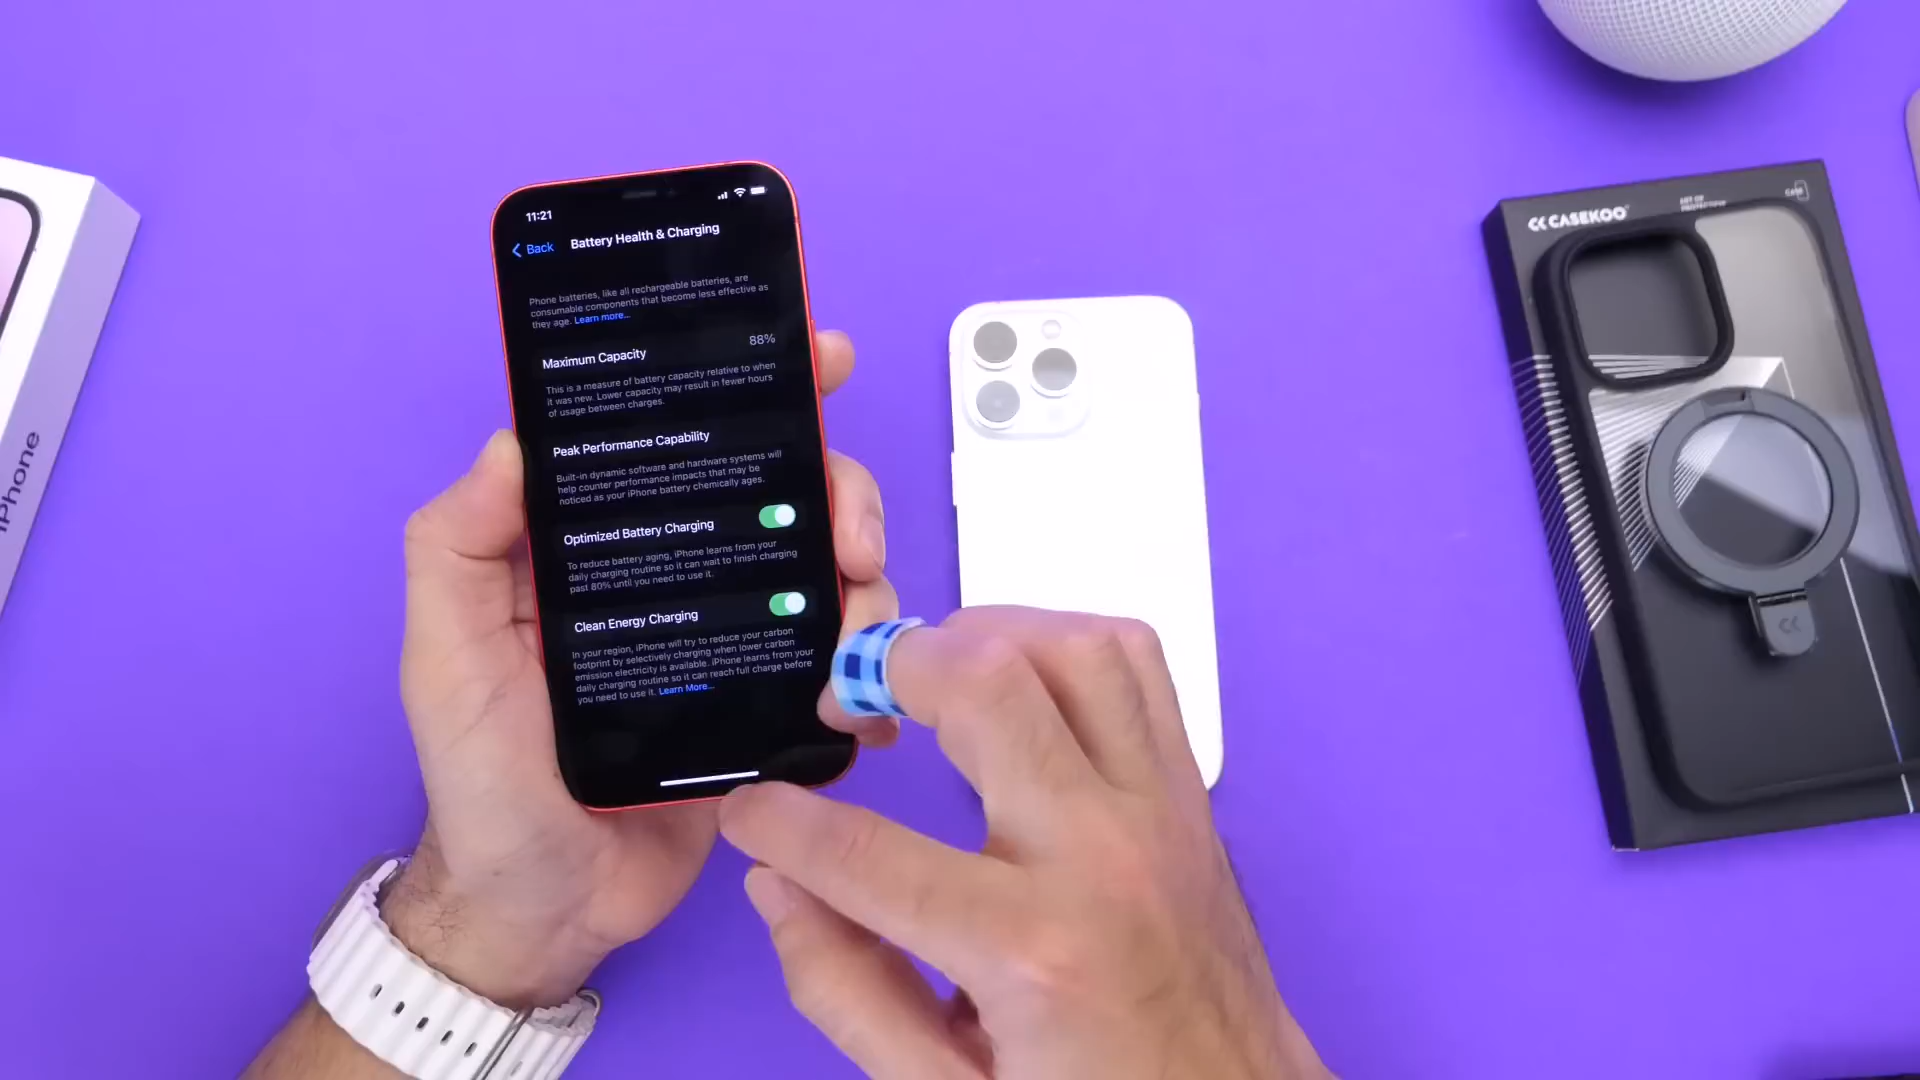 11:21
Back
Battery Health & Charging
Phone batteries, like all rechargeable batteries, are
consumable components that become less effective as
they age. Learn more...
Maximum Capacity
88%
This is a measure of battery capacity relative to when
it was new. Lower capacity may result in fewer hours
of usage between charges.
Peak Performance Capability
Built-in dynamic software and hardware systems will
help counter performance impacts that may be
noticed as your iPhone battery chemically ages.
Optimized Battery Charging
To reduce battery aging, iPhone learns from your
daily charging routine so it can wait to finish charging
past 80% until you need to use it.
Clean Energy Charging
In your region, iPhone will try to reduce your carbon
footprint by selectively charging when lower carbon
emission electricity is available. iPhone learns from your
daily charging routine so it can reach full charge before
you need to use it. Learn More...
iPhone
CASEKOO
ART OF
PROTECTION
Case